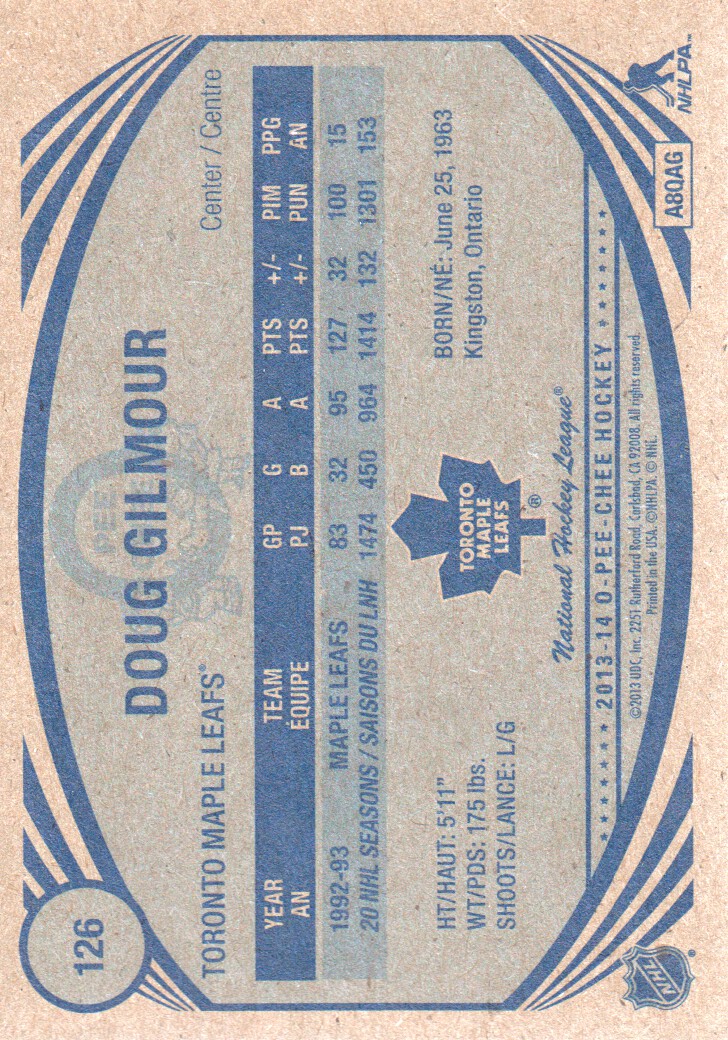 126
PEE
DOUG GILMOUR
TORONTO MAPLE LEAFS® Center / Centre
YEAR TEAM GP G A PTS +/- PIM PPG
AN ÉQUIPE PJ B A PTS +/- PUN AN
1992-93 MAPLE LEAFS 83 32 95 127 32 100 15
20 NHL SEASONS / SAISONS DU LNH 1474 450 964 1414 132 1301 153
HT/HAUT: 5'11"
WT/PDS: 175 lbs.
SHOOTS/LANCE: L/G
TORONTO
MAPLE
LEAFS
®
BORN/NÉ: June 25, 1963
Kingston, Ontario
National Hockey League®
★★★★★★★★ 2013-14 O-PEE-CHEE HOCKEY ★★★★★★★★
©2013 UDC, Inc. 2251 Rutherford Road, Carlsbad, CA 92008. All rights reserved.
Printed in the USA. ©NHLPA. © NHL.
NHL®
A8QAG
NHLPA™